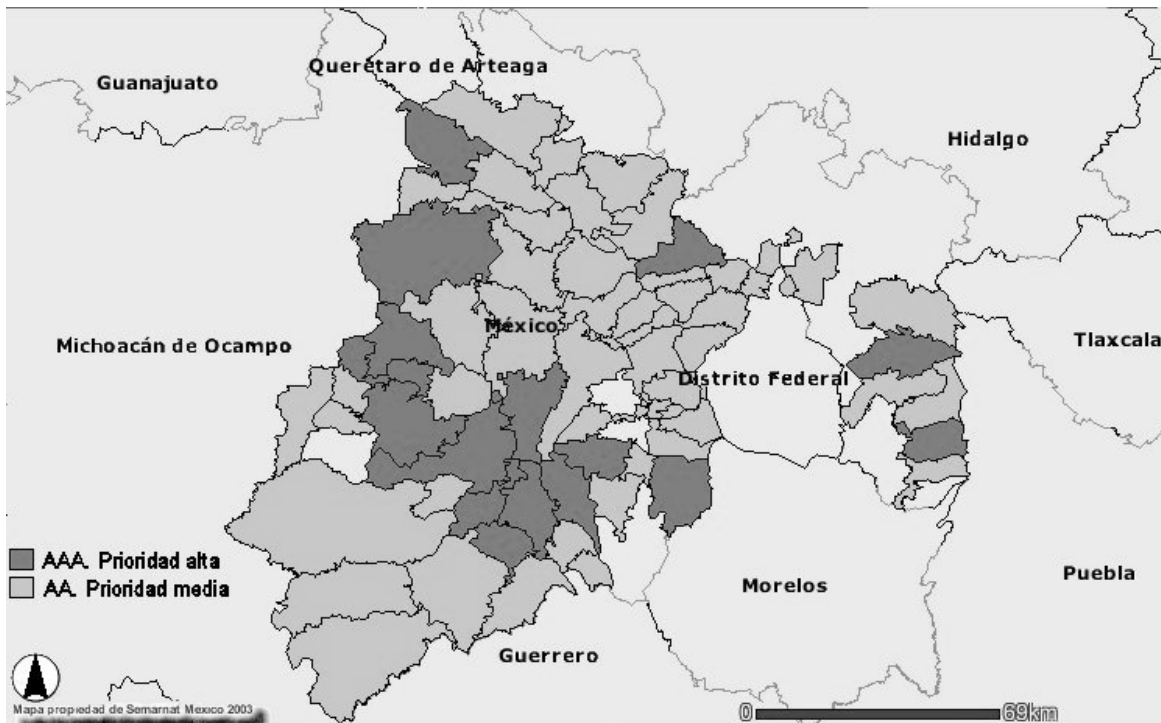 Querétaro de Arteaga
Guanajuato
Hidalgo
México
Michoacán de Ocampo
Tlaxcala
Distrito Federal
AAA. Prioridad alta
AA. Prioridad media
Puebla
Morelos
Guerrero
Mapa propiedad de Semarnat Mexico 2003
0 69km